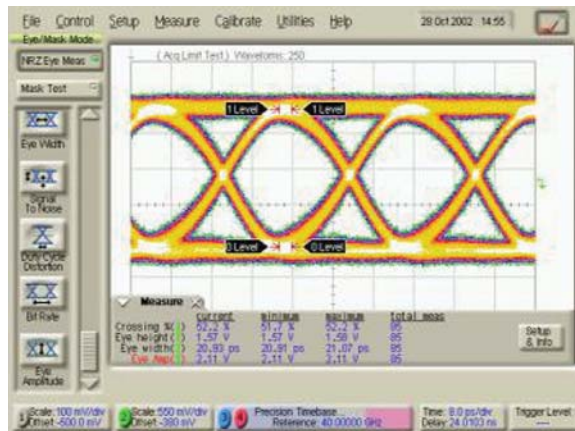 File Control Setup Measure Calibrate Utilities Help 28 Oct 2002 14:55
Eye/Mask Mode
NRZ Eye Meas
( Acq Limit Test) Waveforms: 250
Mask Test
1 Level 1 Level
Eye Width
Signal
To Noise
0 Level 0 Level
Duty Cycle
Distortion
Bit Rate
Eye
Amplitude
Measure
current minimum maximum total meas
Crossing % 52.2 % 51.7 % 52.2 % 85
Eye height 1.57 V 1.57 V 1.58 V 85
Eye width 20.93 ps 20.91 ps 21.07 ps 85
Eye Amp 2.11 V 2.11 V 2.11 V 85
Setup
& Info
1 Scale: 100 mV/div
Offset -600.0 mV
2 Scale: 550 mV/div
Offset -380 mV
3 4
Precision Timebase...
Reference: 40.00000 GHz
Time: 8.0 ps/div
Delay: 24.0103 ns
Trigger Level